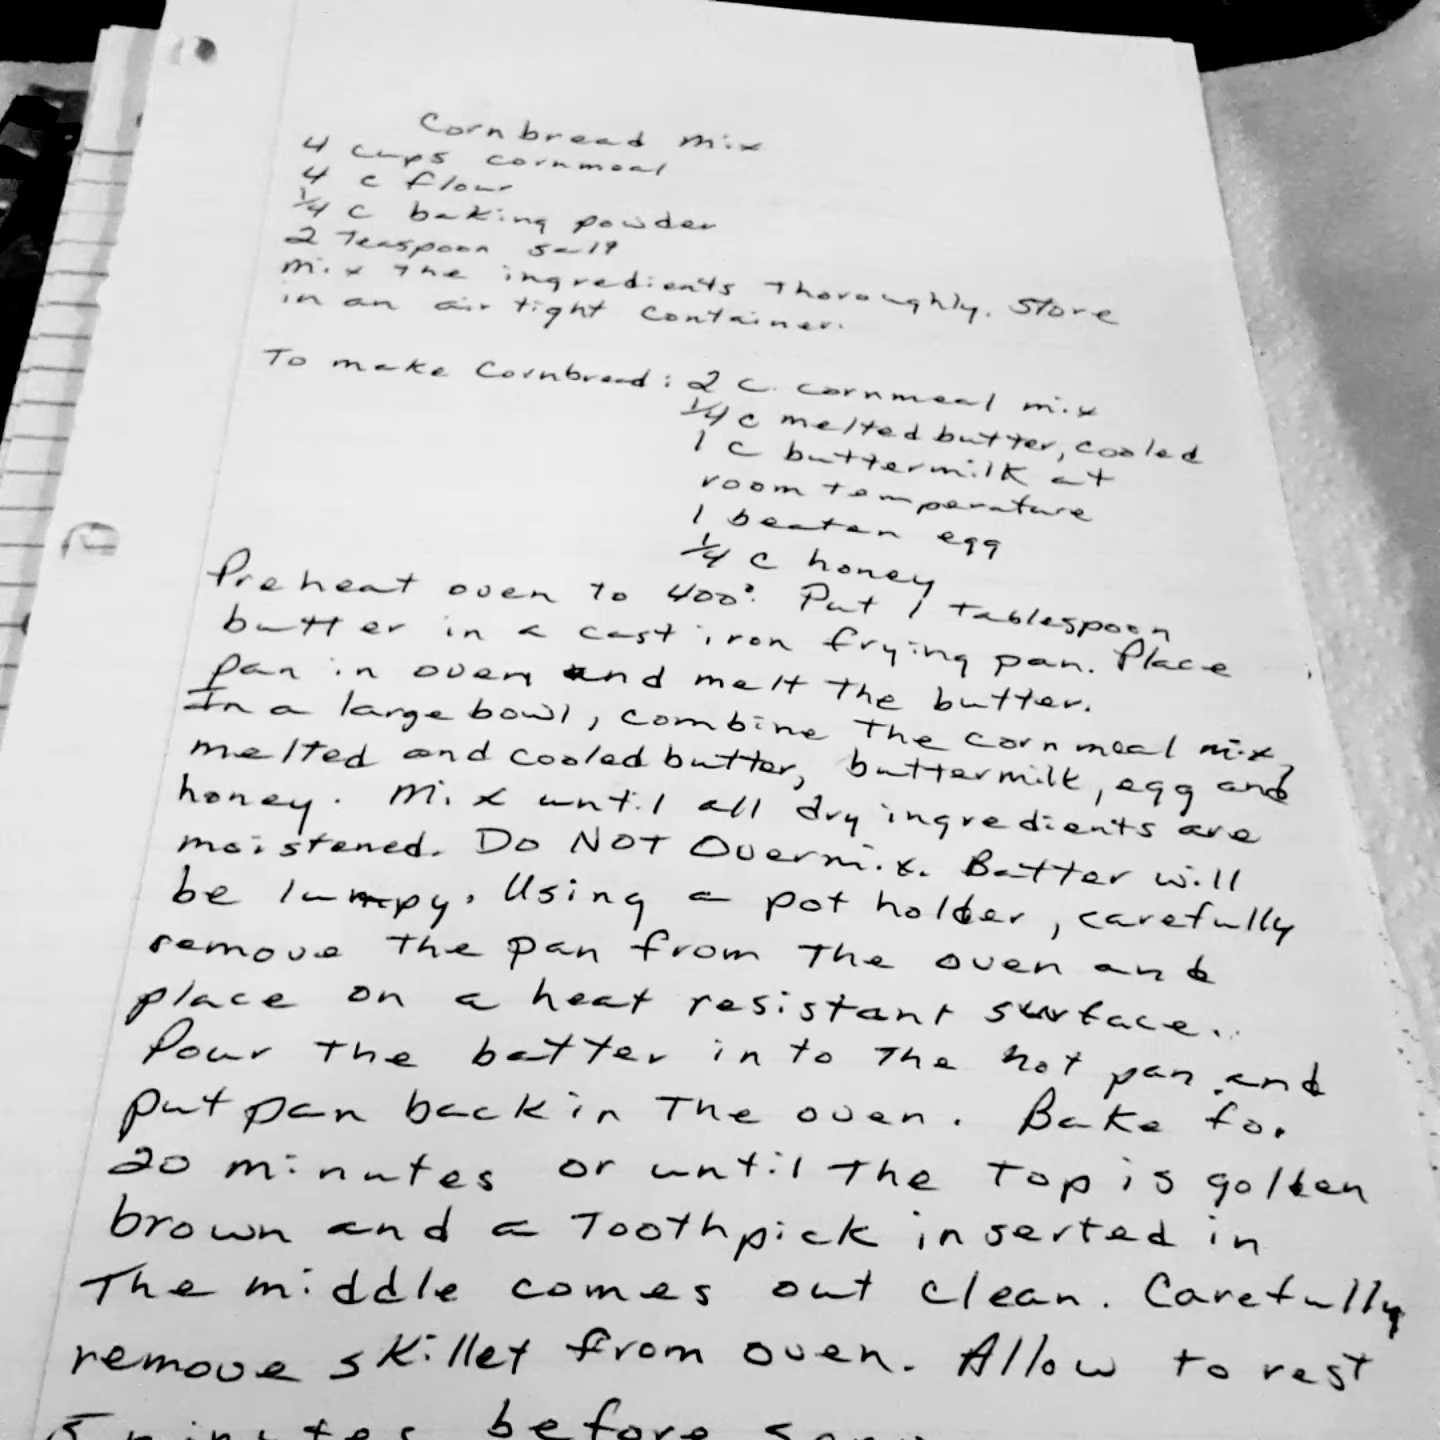 Cornbread mix
4 cups cornmeal
4 c flour
1/4 c baking powder
2 Teaspoon salt
Mix The ingredients Thoroughly. Store
in an air tight container.
To make Cornbread: 2 c. cornmeal mix
1/4 c melted butter, cooled
1 c buttermilk at
room temperature
1 beaten egg
1/4 c honey
Preheat oven to 400°. Put 1 tablespoon
butter in a cast iron frying pan. Place
pan in oven and melt the butter.
In a large bowl, combine the cornmeal mix,
melted and cooled butter, buttermilk, egg and
honey. Mix until all dry ingredients are
moistened. Do NOT Overmix. Batter will
be lumpy. Using a pot holder, carefully
remove the pan from The oven and
place on a heat resistant surface.
Pour the batter in to The hot pan and
put pan back in The oven. Bake for
20 minutes or until The Top is golden
brown and a Toothpick inserted in
The middle comes out clean. Carefully
remove skillet from oven. Allow to rest
5 minutes before